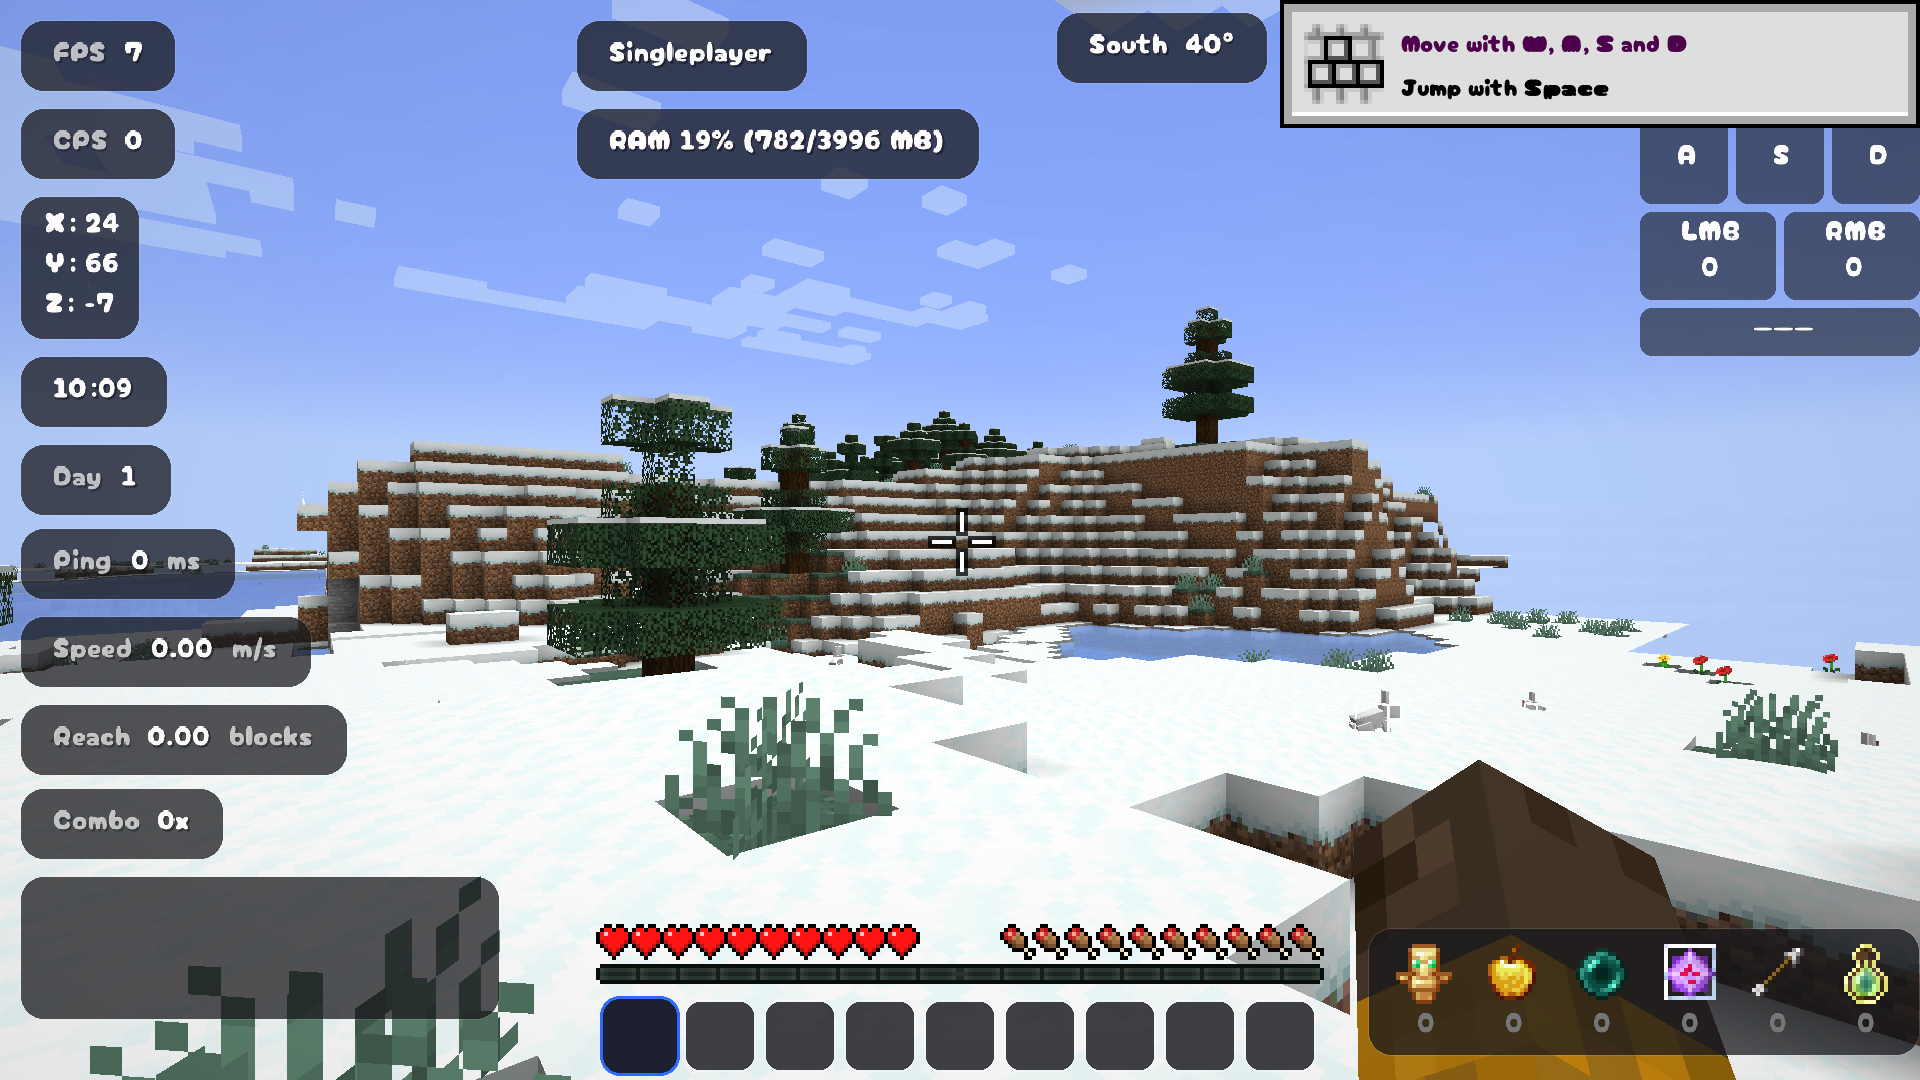 FPS 7
CPS 0
X: 24
Y: 66
Z: -7
10:09
Day 1
Ping 0 ms
Speed 0.00 m/s
Reach 0.00 blocks
Combo 0x
Singleplayer
RAM 19% (782/3996 MB)
South 40°
Move with W, A, S and D
Jump with Space
A S D
LMB RMB
0 0
0 0 0 0 0 0